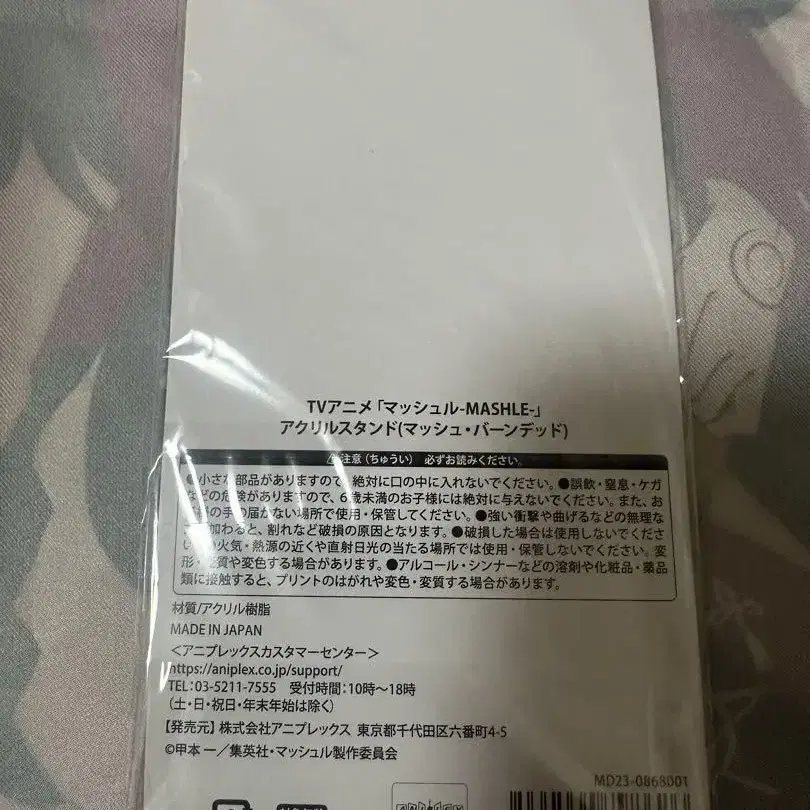 TVアニメ「マッシュル-MASHLE-」
アクリルスタンド(マッシュ・バーンデッド)
注意(ちゅうい) 必ずお読みください。
●小さな部品がありますので、絶対に口の中に入れないでください。●誤飲・窒息・ケガ
などの危険がありますので、6歳未満のお子様には絶対に与えないでください。また、お
の手の届かない場所で使用・保管してください。●強い衝撃や曲げるなどの無理な
加わると、割れなど破損の原因となります。●破損した場合は使用しないでください。
火気・熱源の近くや直射日光の当たる場所では使用・保管しないでください。変
形・変質や変色する場合があります。●アルコール・シンナーなどの溶剤や化粧品・薬品
類に接触すると、プリントのはがれや変色・変質する場合があります。
材質/アクリル樹脂
MADE IN JAPAN
<アニプレックスカスタマーセンター>
https://aniplex.co.jp/support/
TEL:03-5211-7555 受付時間:10時~18時
(土・日・祝日・年末年始は除く)
【発売元】株式会社アニプレックス 東京都千代田区六番町4-5
©甲本 一/集英社・マッシュル製作委員会
MD23-0868001